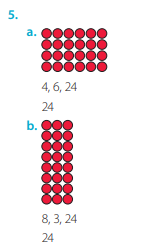 5.
a.
4, 6, 24
24
b.
8, 3, 24
24